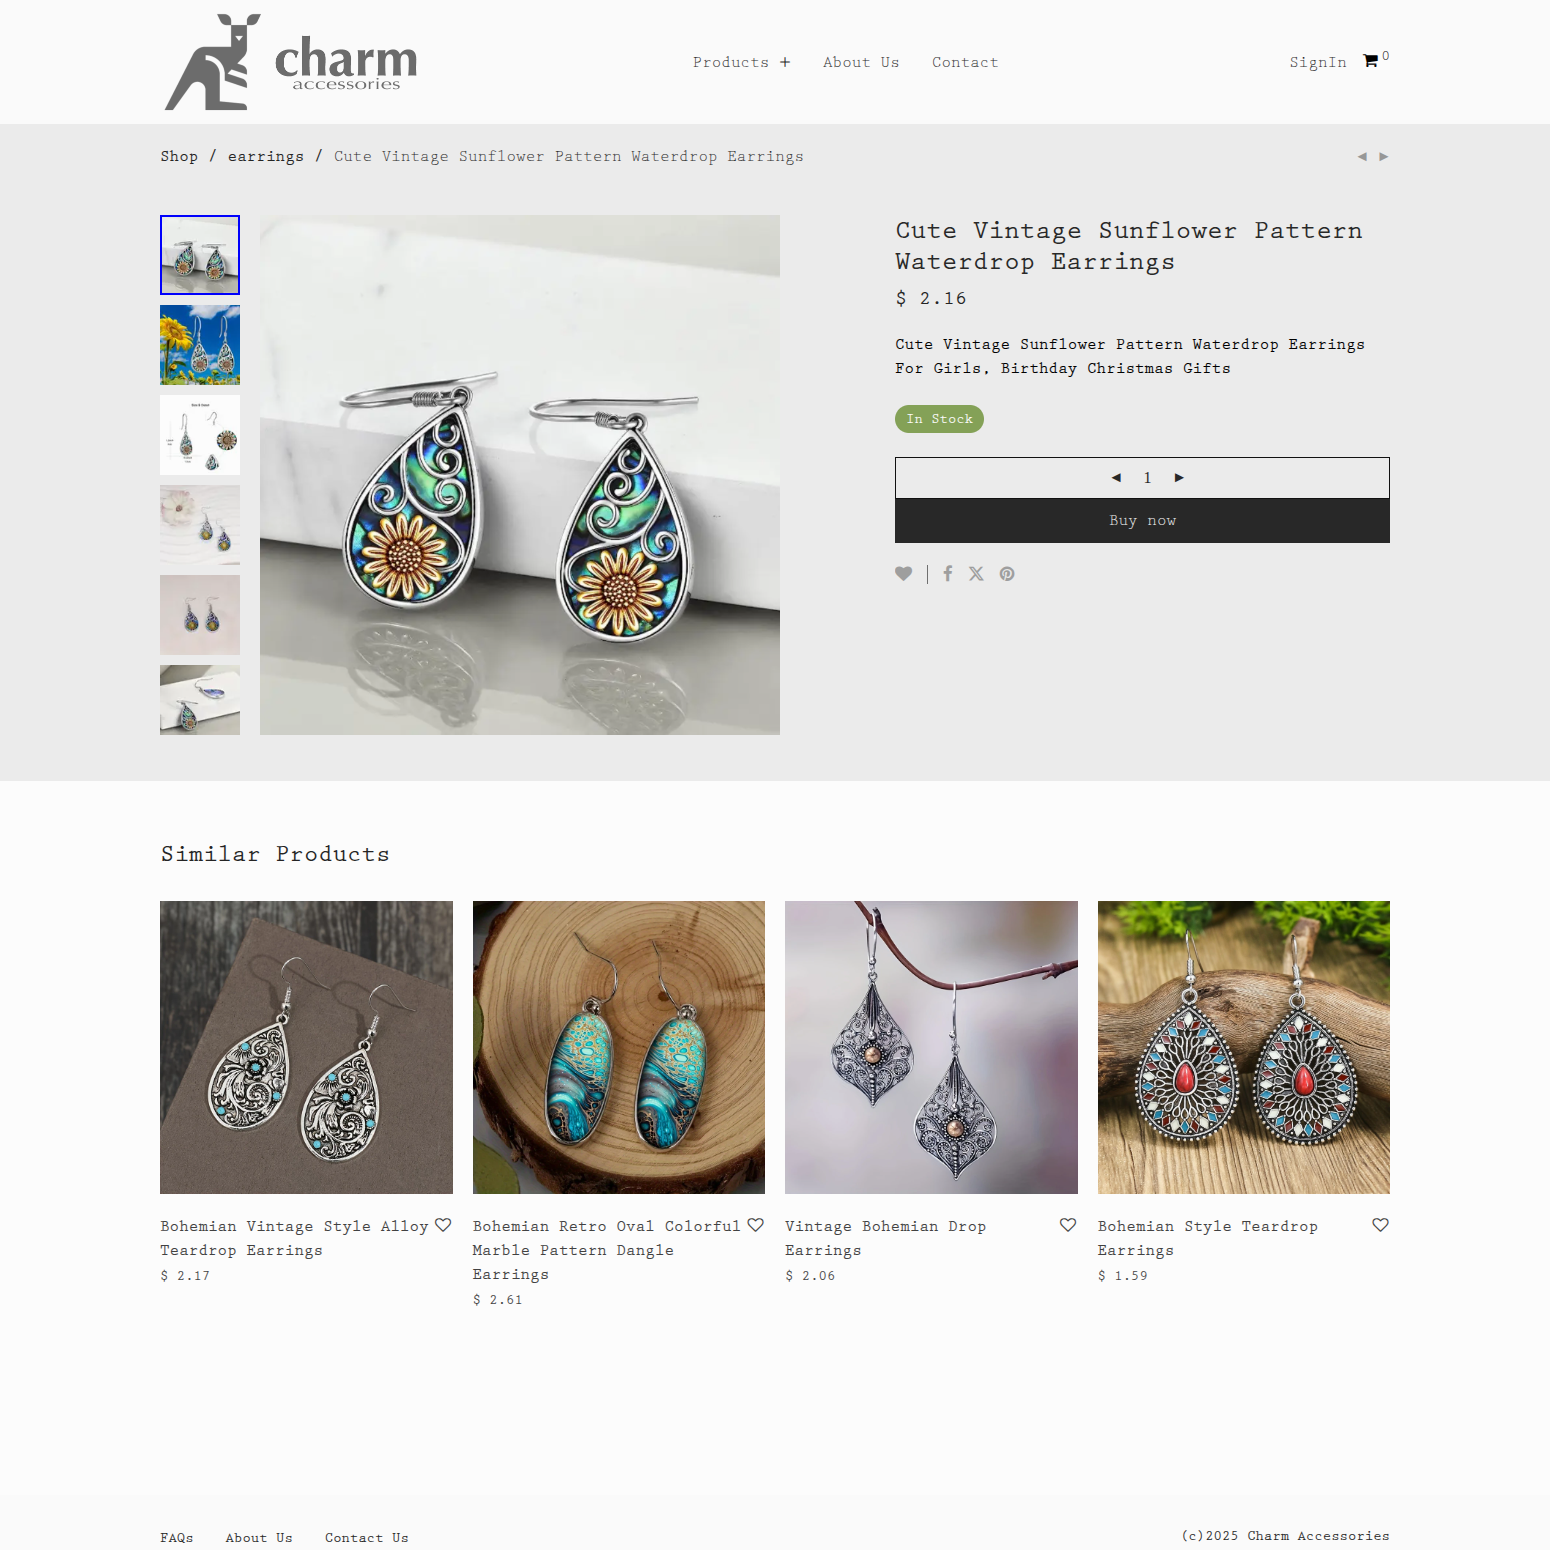 charm
accessories
Products +
About Us
Contact
SignIn
0
Shop / earrings / Cute Vintage Sunflower Pattern Waterdrop Earrings
Cute Vintage Sunflower Pattern
Waterdrop Earrings
$ 2.16
Cute Vintage Sunflower Pattern Waterdrop Earrings
For Girls, Birthday Christmas Gifts
In Stock
1
Buy now
Similar Products
Bohemian Vintage Style Alloy
Teardrop Earrings
$ 2.17
Bohemian Retro Oval Colorful
Marble Pattern Dangle
Earrings
$ 2.61
Vintage Bohemian Drop
Earrings
$ 2.06
Bohemian Style Teardrop
Earrings
$ 1.59
FAQs
About Us
Contact Us
(c)2025 Charm Accessories